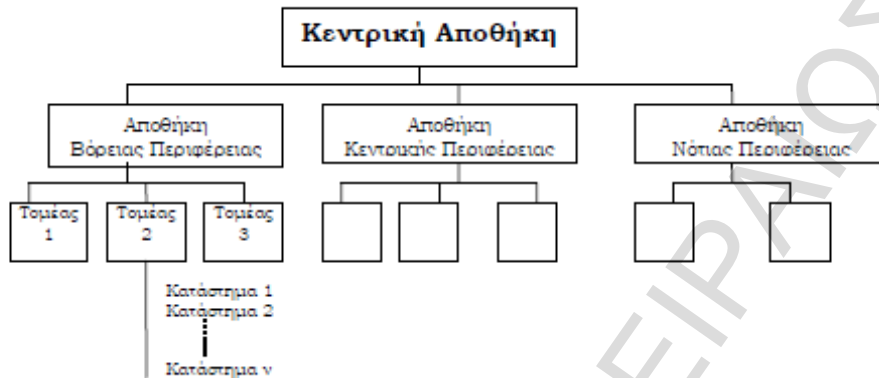 Κεντρική Αποθήκη
Αποθήκη
Βόρειας Περιφέρειας
Αποθήκη
Κεντρικής Περιφέρειας
Αποθήκη
Νότιας Περιφέρειας
Τομέας
1
Τομέας
2
Τομέας
3
Κατάστημα 1
Κατάστημα 2
Κατάστημα ν
ΕΙΡΑΙΩΣ